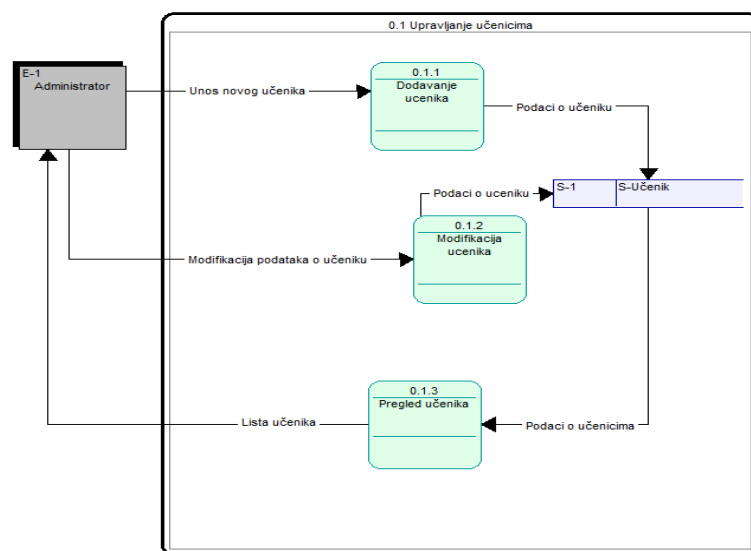 0.1 Upravljanje učenicima
E-1
Administrator
Unos novog učenika
0.1.1
Dodavanje
ucenika
Podaci o učeniku
S-1
S-Učenik
Podaci o uceniku
0.1.2
Modifikacija
ucenika
Modifikacija podataka o učeniku
0.1.3
Pregled učenika
Lista učenika
Podaci o učenicima